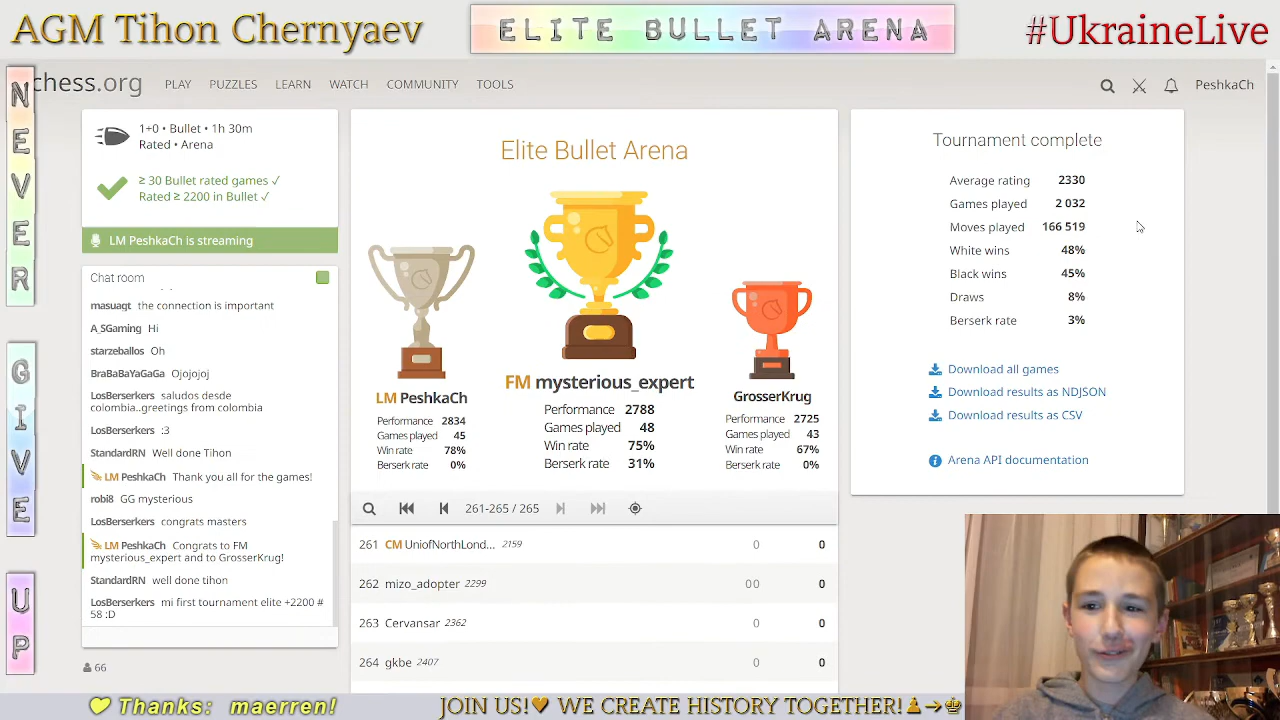 AGM Tihon Chernyaev
ELITE BULLET ARENA
#UkraineLive
NEVER
GIVE
UP
chess.org
PLAY PUZZLES LEARN WATCH COMMUNITY TOOLS
PeshkaCh
1+0 • Bullet • 1h 30m
Rated • Arena
≥ 30 Bullet rated games ✓
Rated ≥ 2200 in Bullet ✓
LM PeshkaCh is streaming
Chat room
masuagt the connection is important
A_SGaming Hi
starzeballos Oh
BraBaBaYaGaGa Ojojojoj
LosBerserkers saludos desde
colombia..greetings from colombia
LosBerserkers :3
StandardRN Well done Tihon
LM PeshkaCh Thank you all for the games!
robi8 GG mysterious
LosBerserkers congrats masters
LM PeshkaCh Congrats to FM
mysterious_expert and to GrosserKrug!
StandardRN well done tihon
LosBerserkers mi first tournament elite +2200 #
58 :D
66
Elite Bullet Arena
LM PeshkaCh
Performance 2834
Games played 45
Win rate 78%
Berserk rate 0%
FM mysterious_expert
Performance 2788
Games played 48
Win rate 75%
Berserk rate 31%
GrosserKrug
Performance 2725
Games played 43
Win rate 67%
Berserk rate 0%
261-265 / 265
261 CM UniofNorthLond... 2159 0 0
262 mizo_adopter 2299 00 0
263 Cervansar 2362 0 0
264 gkbe 2407 0 0
Tournament complete
Average rating 2330
Games played 2 032
Moves played 166 519
White wins 48%
Black wins 45%
Draws 8%
Berserk rate 3%
Download all games
Download results as NDJSON
Download results as CSV
Arena API documentation
Thanks: maerren!
JOIN US!♥ WE CREATE HISTORY TOGETHER!♟→♚